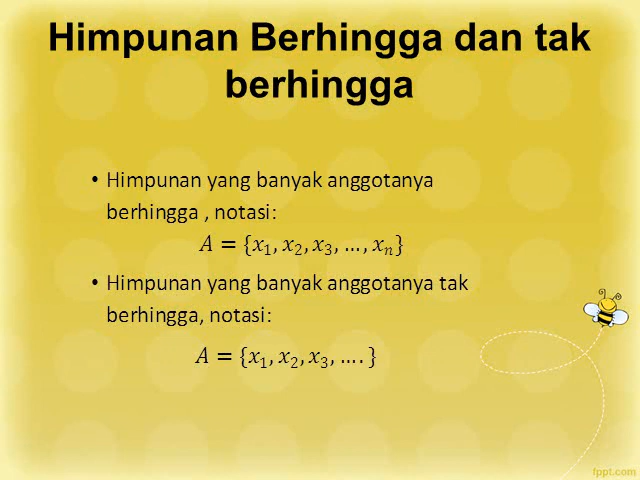 Himpunan Berhingga dan tak
berhingga
• Himpunan yang banyak anggotanya
berhingga , notasi:
𝐴 = {𝑥₁, 𝑥₂, 𝑥₃, …, 𝑥ₙ}
• Himpunan yang banyak anggotanya tak
berhingga, notasi:
𝐴 = {𝑥₁, 𝑥₂, 𝑥₃, …. }
fppt.com